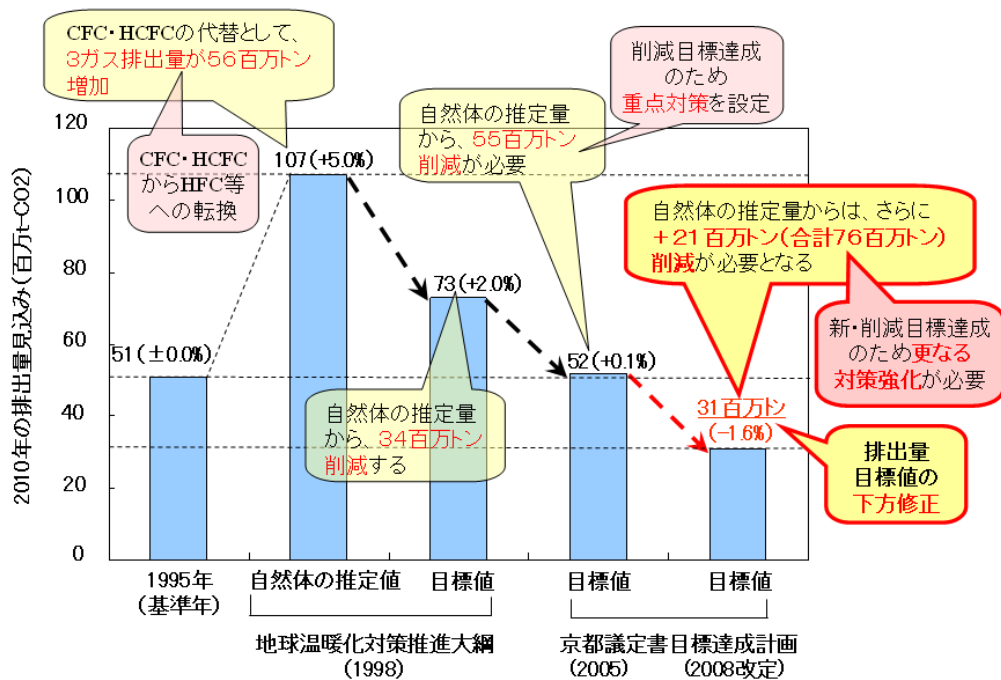 CFC・HCFCの代替として、
3ガス排出量が56百万トン
増加
削減目標達成
のため
重点対策を設定
自然体の推定量
から、55百万トン
削減が必要
CFC・HCFC
からHFC等
への転換
自然体の推定量からは、さらに
+21百万トン(合計76百万トン)
削減が必要となる
新・削減目標達成
のため更なる
対策強化が必要
自然体の推定量
から、34百万トン
削減する
排出量
目標値の
下方修正
2010年の排出量見込み(百万t-CO2)
120
100
80
60
40
20
0
51(±0.0%)
107(+5.0%)
73(+2.0%)
52(+0.1%)
31百万トン
(-1.6%)
1995年
(基準年)
自然体の推定値
目標値
目標値
目標値
地球温暖化対策推進大綱
(1998)
京都議定書目標達成計画
(2005)
(2008改定)